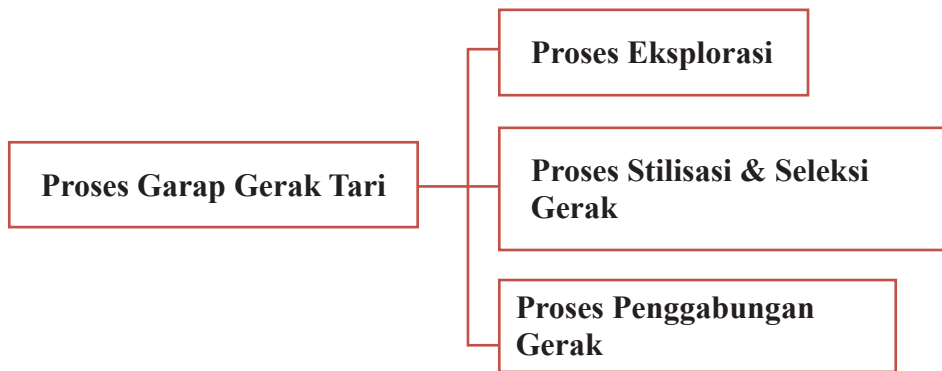 Proses Eksplorasi
Proses Garap Gerak Tari
Proses Stilisasi & Seleksi
Gerak
Proses Penggabungan
Gerak